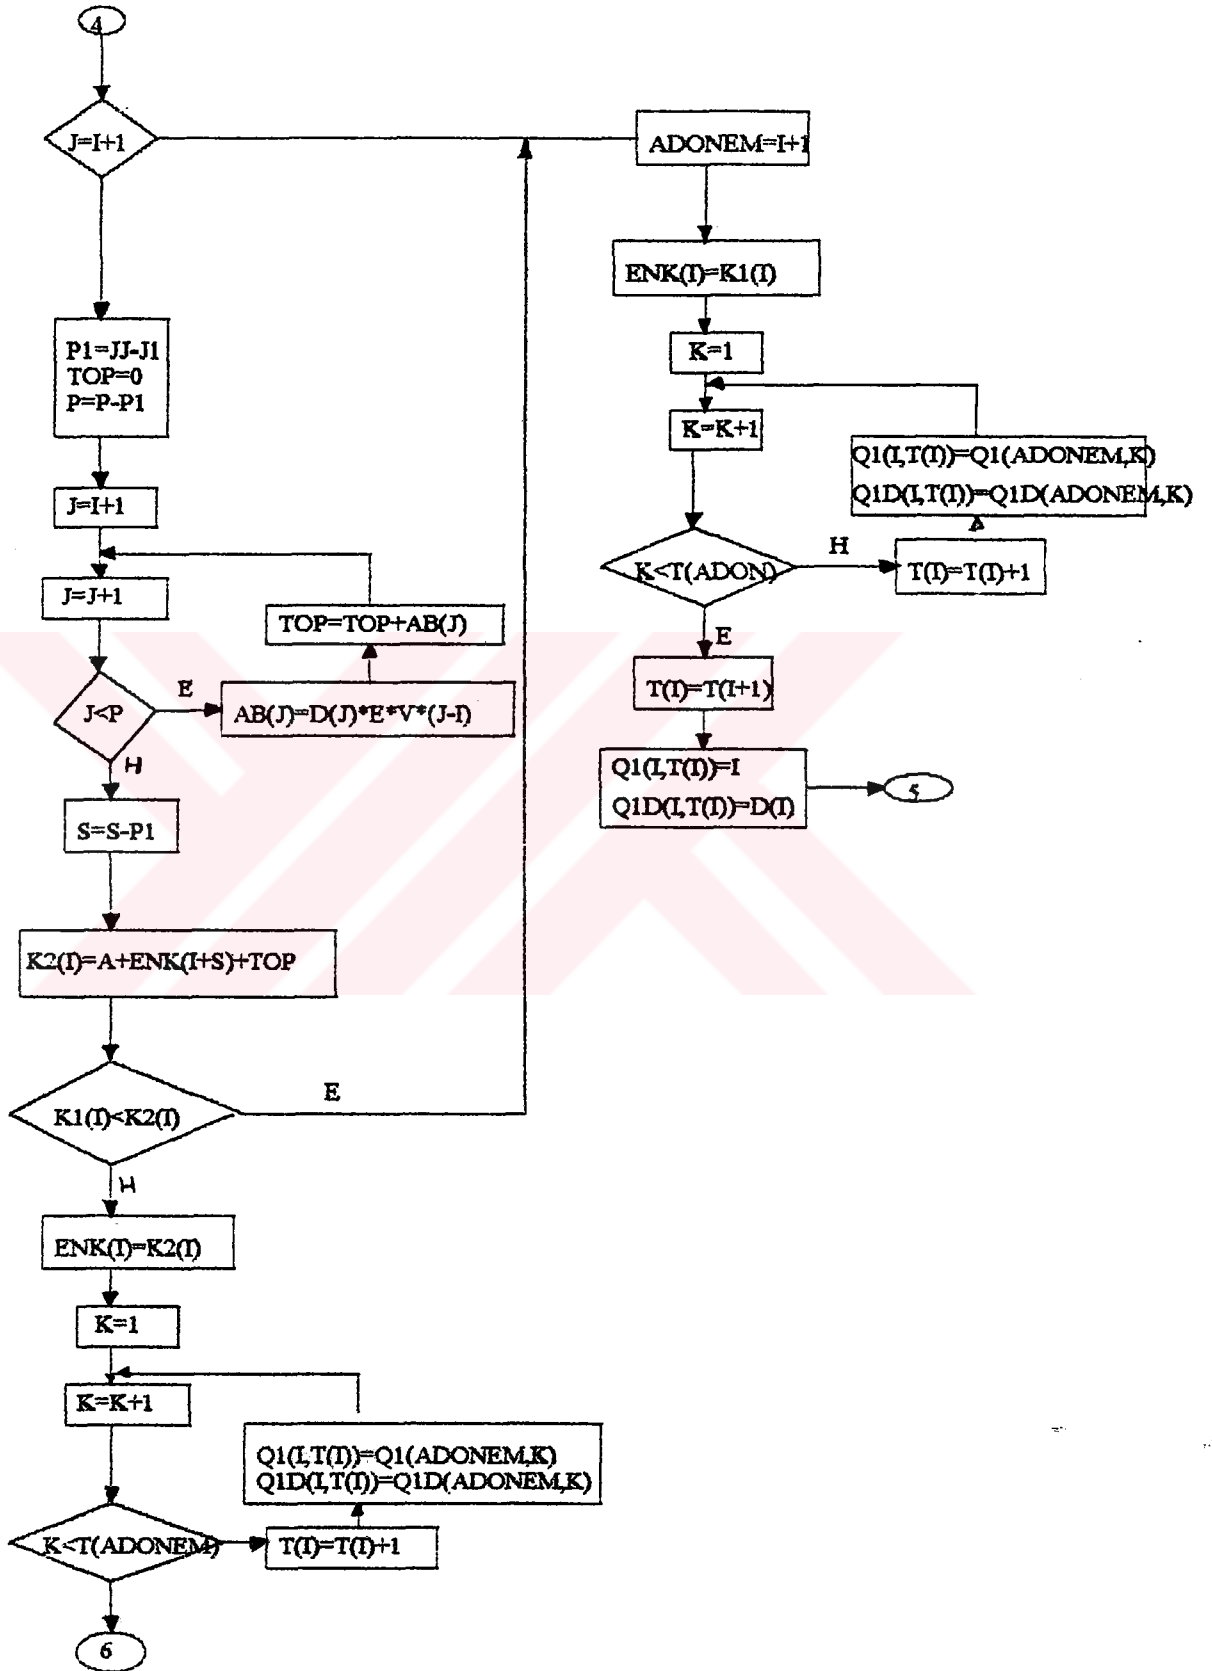 4
J=I+1
P1=JJ-J1
TOP=0
P=P-P1
J=I+1
J=J+1
TOP=TOP+AB(J)
J<P
E
AB(J)=D(J)*E*V*(J-I)
H
S=S-P1
K2(I)=A+ENK(I+S)+TOP
K1(I)<K2(I)
E
H
ENK(I)=K2(I)
K=1
K=K+1
Q1(I,T(I))=Q1(ADONEM,K)
Q1D(I,T(I))=Q1D(ADONEM,K)
K<T(ADONEM)
T(I)=T(I)+1
6
ADONEM=I+1
ENK(I)=K1(I)
K=1
K=K+1
Q1(I,T(I))=Q1(ADONEM,K)
Q1D(I,T(I))=Q1D(ADONEM,K)
K<T(ADON)
H
T(I)=T(I)+1
E
T(I)=T(I+1)
Q1(I,T(I))=I
Q1D(I,T(I))=D(I)
5